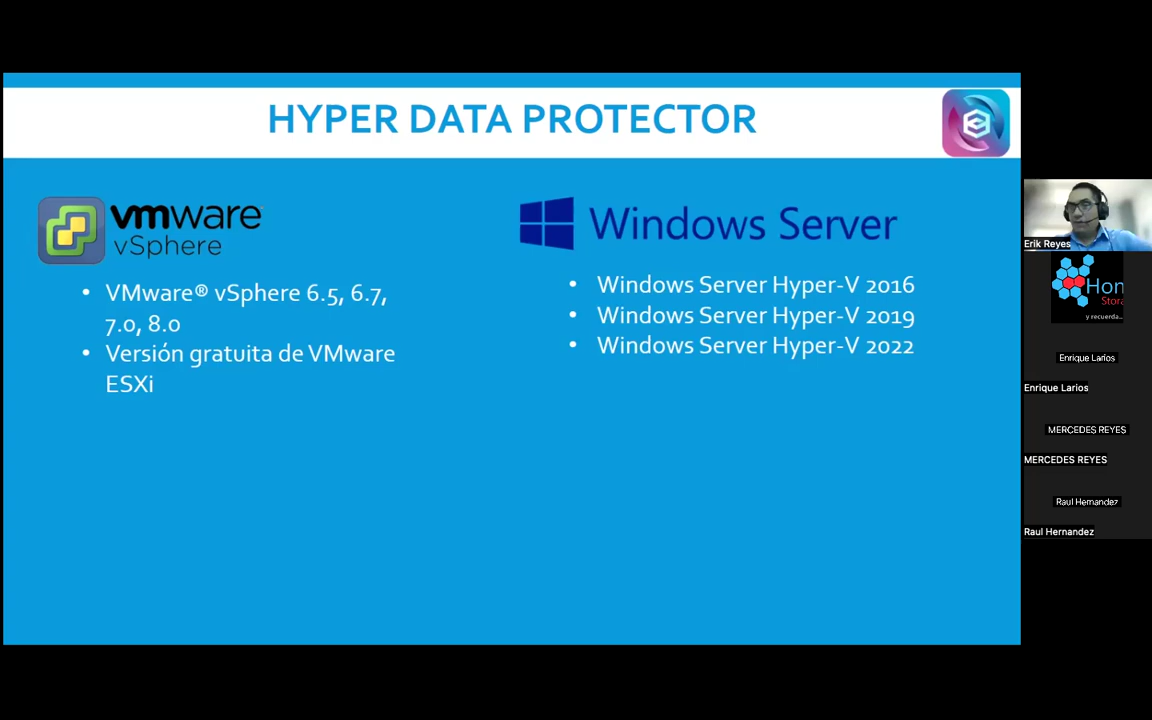 HYPER DATA PROTECTOR
vmware
vSphere
• VMware® vSphere 6.5, 6.7,
7.0, 8.0
• Versión gratuita de VMware
ESXi
Windows Server
• Windows Server Hyper-V 2016
• Windows Server Hyper-V 2019
• Windows Server Hyper-V 2022
Erik Reyes
Hon
Stora
y recuerda...
Enrique Larios
Enrique Larios
MERCEDES REYES
MERCEDES REYES
Raul Hernandez
Raul Hernandez